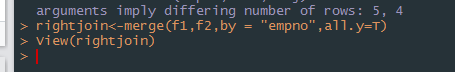 arguments imply differing number of rows: 5, 4
> rightjoin<-merge(f1,f2,by = "empno",all.y=T)
> View(rightjoin)
>